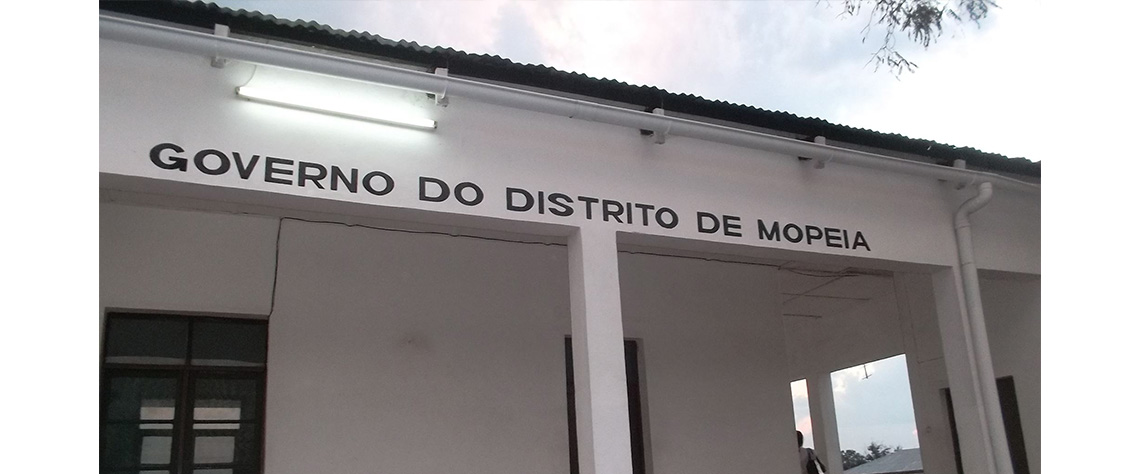 GOVERNO DO DISTRITO DE MOPEIA